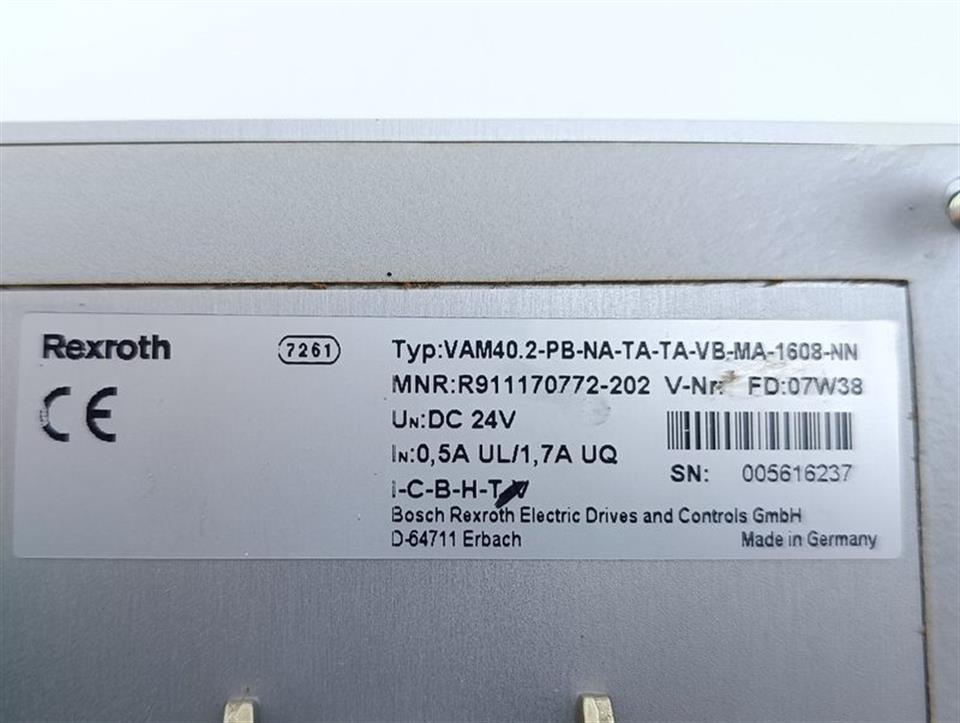 Rexroth
7261
CE
Typ:VAM40.2-PB-NA-TA-TA-VB-MA-1608-NN
MNR:R911170772-202 V-Nr: FD:07W38
UN:DC 24V
IN:0,5A UL/1,7A UQ
SN: 005616237
I-C-B-H-T
Bosch Rexroth Electric Drives and Controls GmbH
D-64711 Erbach
Made in Germany